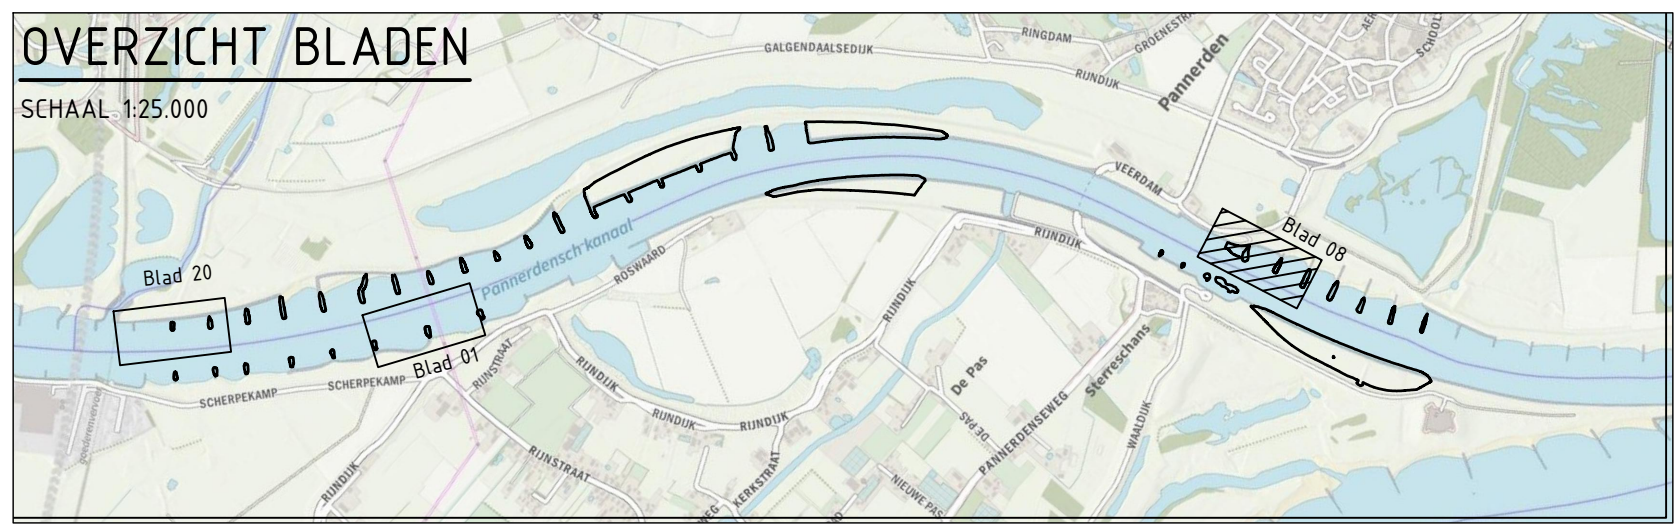 OVERZICHT BLADEN
SCHAAL 1:25.000
GALGENDAALSEDIJK
RINGDAM
RIJNDIJK
Pannerden
VEERDAM
Blad 08
Blad 20
Pannerdensch kanaal
ROSWAARD
RIJNDIJK
RIJNDIJK
Blad 01
SCHERPEKAMP
SCHERPEKAMP
RIJNSTRAAT
RIJNDIJK
RIJNDIJK
RIJNDIJK
De Pas
DE PAS
Sterreschans
PANNERDENSEWEG
WAALDIJK
goederenvervoer
RIJNDIJK
RIJNSTRAAT
KERKSTRAAT
NIEUWE PAS